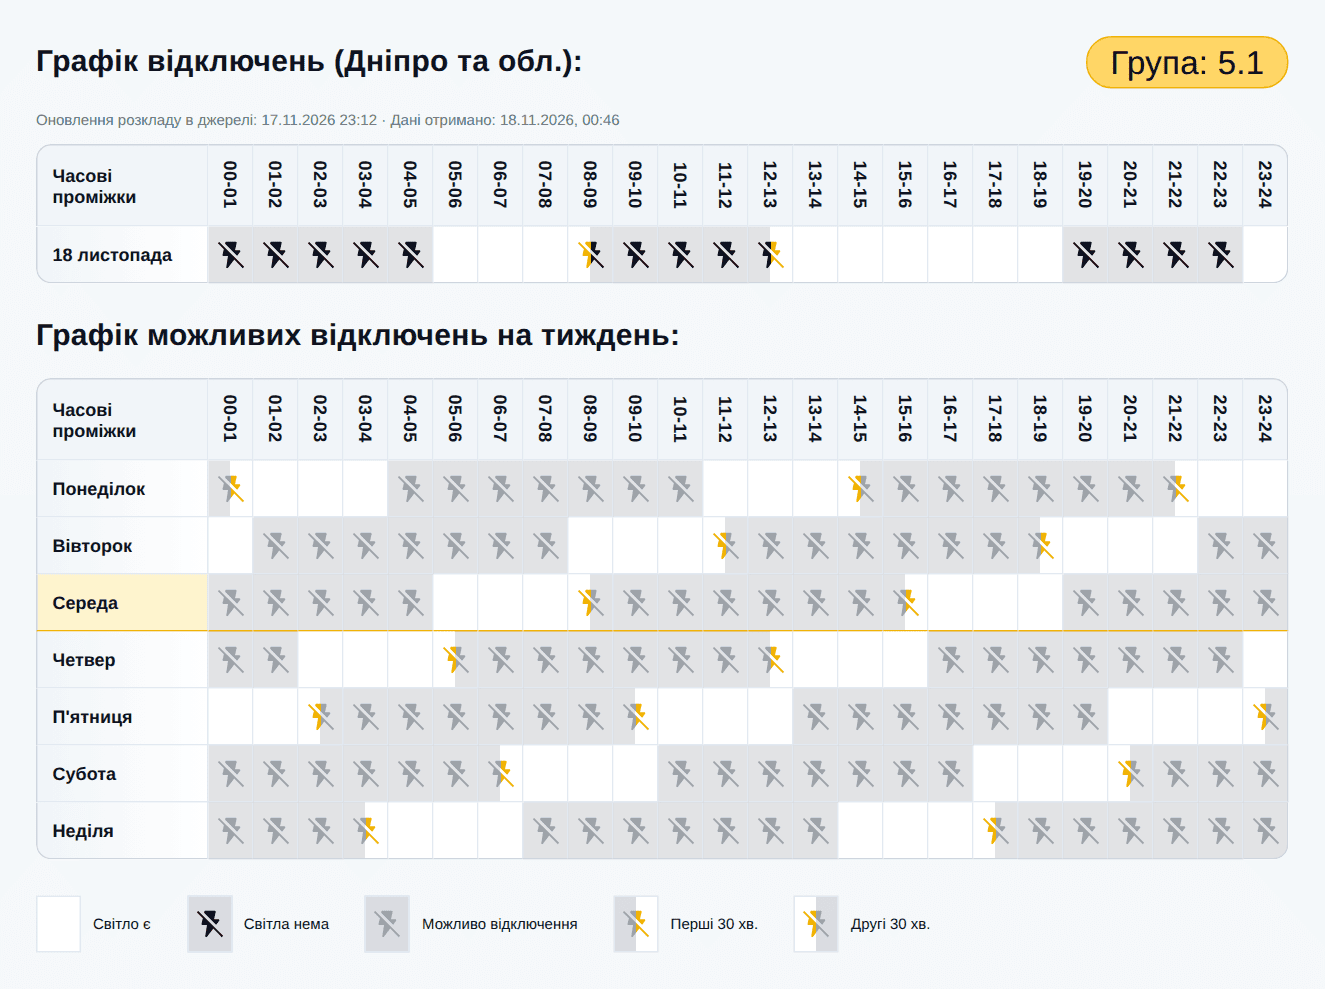 Графік відключень (Дніпро та обл.):
Група: 5.1
Оновлення розкладу в джерелі: 17.11.2026 23:12 · Дані отримано: 18.11.2026, 00:46
Часові
проміжки
00-01 01-02 02-03 03-04 04-05 05-06 06-07 07-08 08-09 09-10 10-11 11-12 12-13 13-14 14-15 15-16 16-17 17-18 18-19 19-20 20-21 21-22 22-23 23-24
18 листопада
Графік можливих відключень на тиждень:
Часові
проміжки
00-01 01-02 02-03 03-04 04-05 05-06 06-07 07-08 08-09 09-10 10-11 11-12 12-13 13-14 14-15 15-16 16-17 17-18 18-19 19-20 20-21 21-22 22-23 23-24
Понеділок
Вівторок
Середа
Четвер
П'ятниця
Субота
Неділя
Світло є
Світла нема
Можливо відключення
Перші 30 хв.
Другі 30 хв.